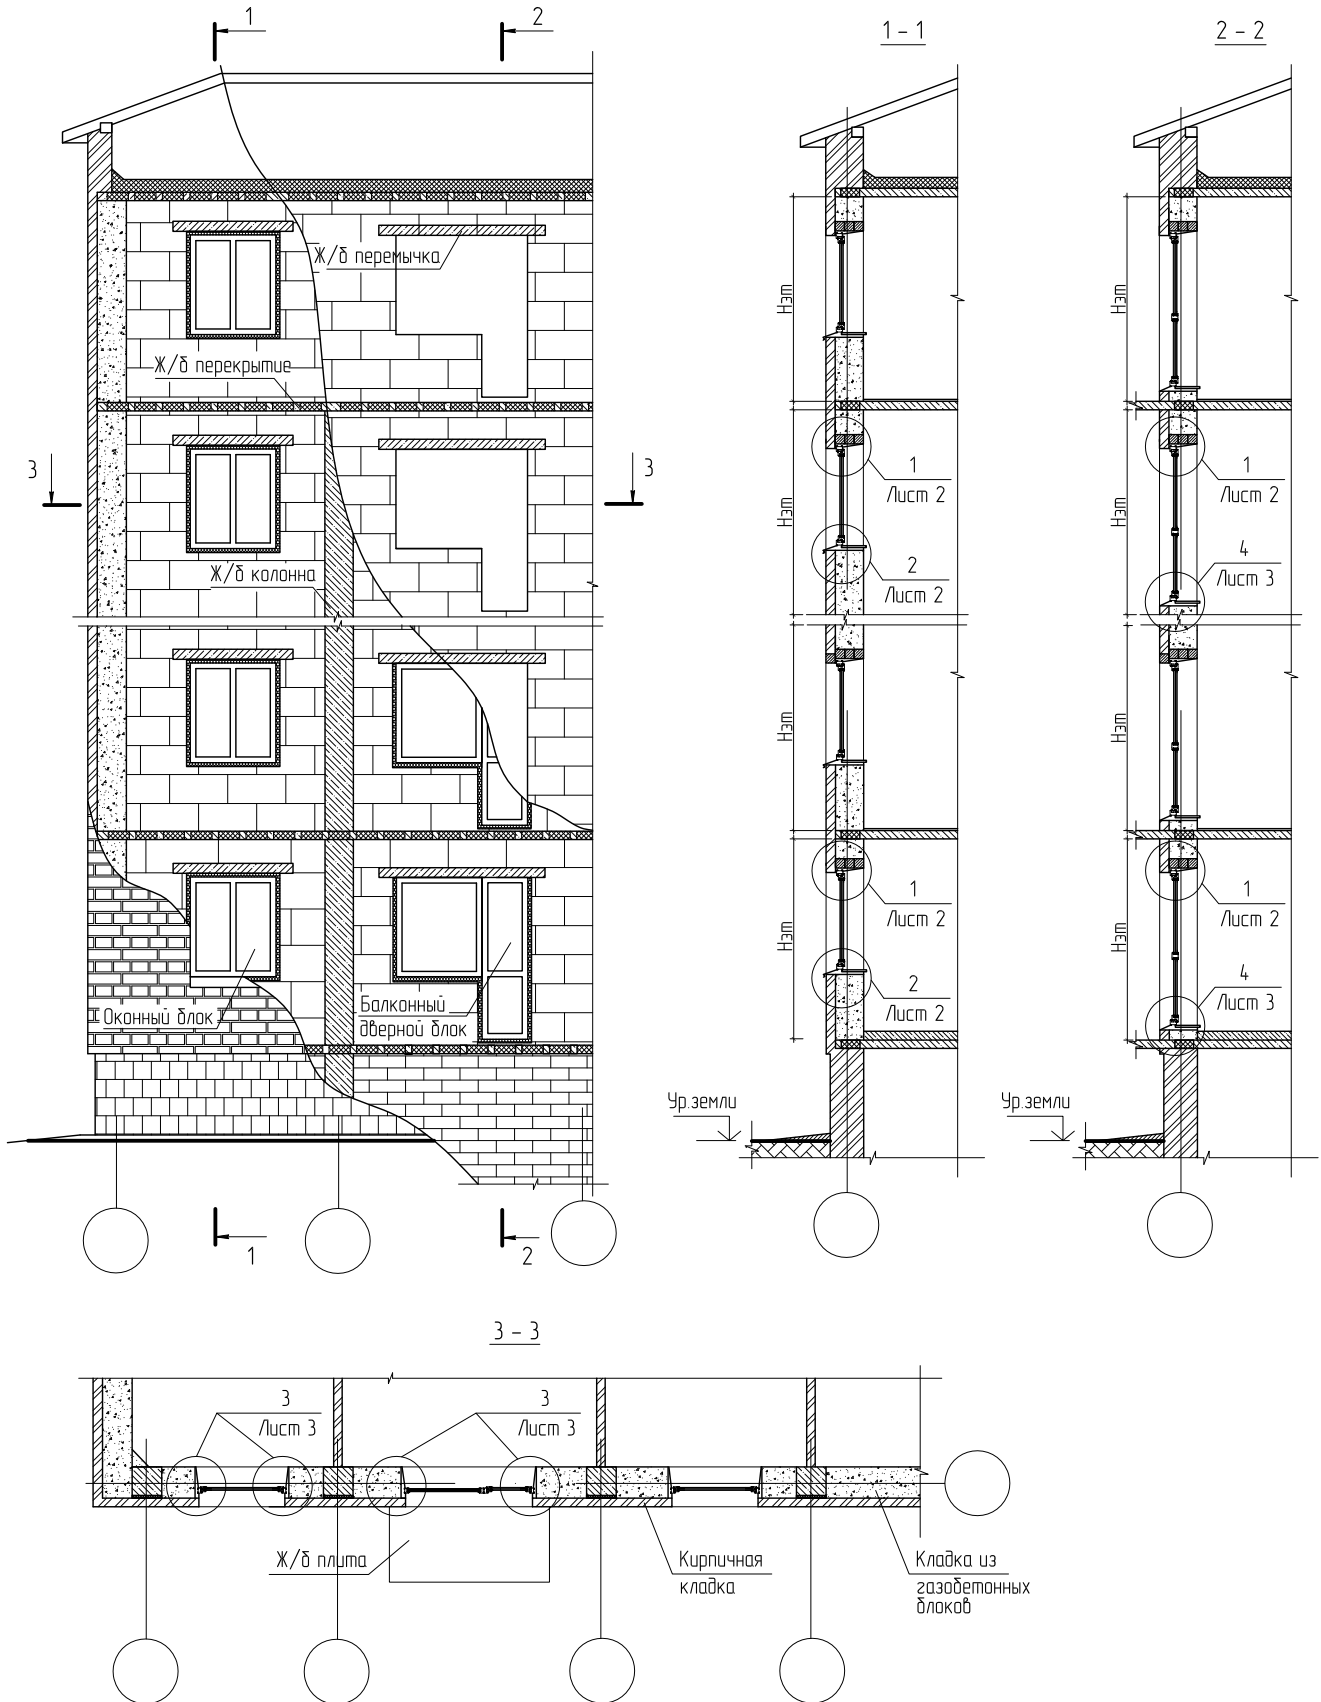 1
2
1 - 1
2 - 2
Ж/б перемычка
Нэт
Нэт
Ж/б перекрытие
3
3
1
Лист 2
1
Лист 2
Нэт
Нэт
Ж/б колонна
2
Лист 2
4
Лист 3
Нэт
Нэт
1
Лист 2
1
Лист 2
Нэт
Нэт
Оконный блок
Балконный
дверной блок
2
Лист 2
4
Лист 3
Ур.земли
Ур.земли
1
2
3 - 3
3
Лист 3
3
Лист 3
Ж/б плита
Кирпичная
кладка
Кладка из
газобетонных
блоков